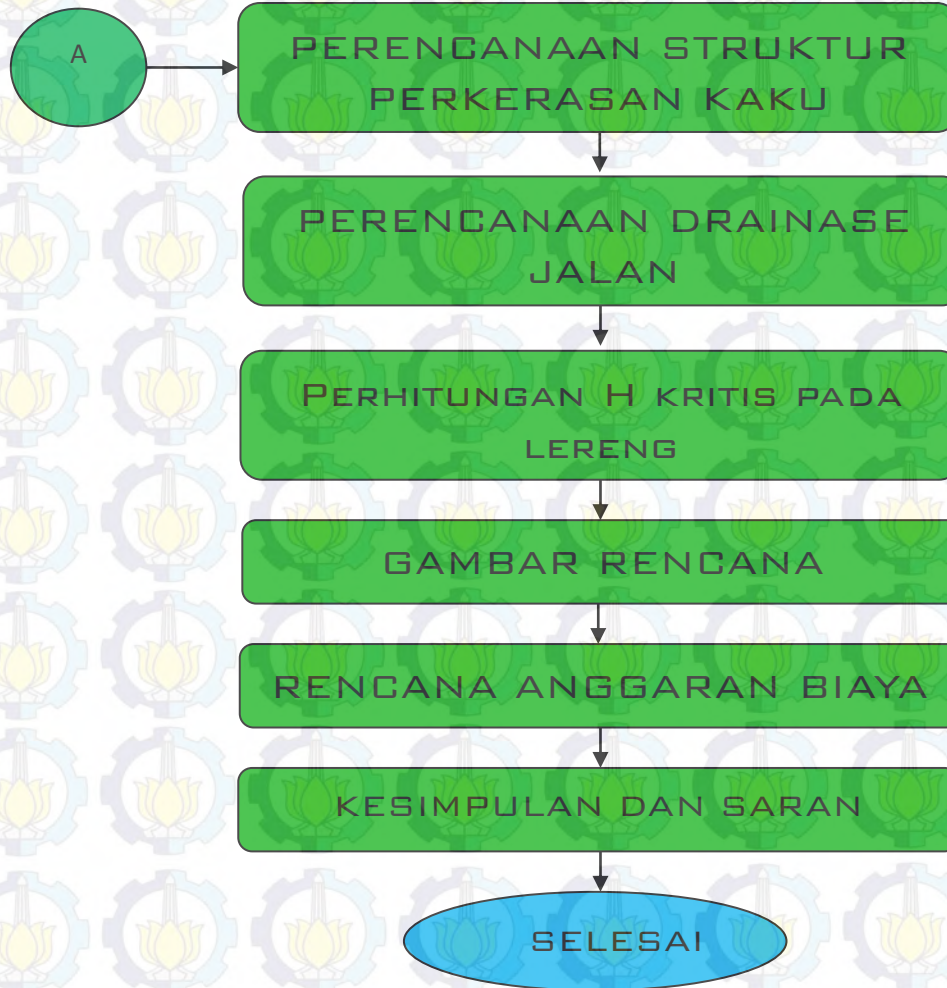 A
PERENCANAAN STRUKTUR
PERKERASAN KAKU
PERENCANAAN DRAINASE
JALAN
PERHITUNGAN H KRITIS PADA
LERENG
GAMBAR RENCANA
RENCANA ANGGARAN BIAYA
KESIMPULAN DAN SARAN
SELESAI